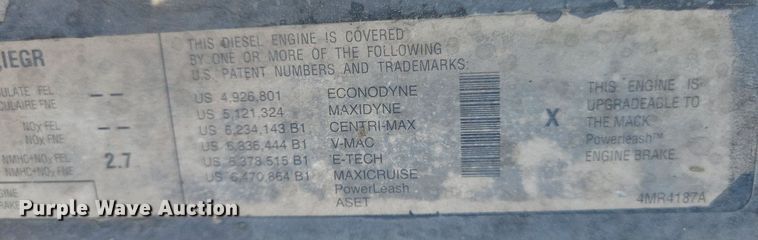 IEGR
ULATE FEL --
CULAIRE FNE
NOx FEL --
NOx FNE
NMHC+NOx FEL 2.7
NMHC+NOx FNE
GINE
BRAKE
THIS DIESEL ENGINE IS COVERED
BY ONE OR MORE OF THE FOLLOWING
U.S. PATENT NUMBERS AND TRADEMARKS:
US 4,926,801 ECONODYNE
US 5,121,324 MAXIDYNE
US 6,234,143 B1 CENTRI-MAX
US 6,336,444 B1 V-MAC
US 6,378,515 B1 E-TECH
US 6,470,864 B1 MAXICRUISE
PowerLeash
ASET
X
THIS ENGINE IS
UPGRADEABLE TO
THE MACK
Powerleash™
ENGINE BRAKE.
4MR4187A
Purple Wave Auction